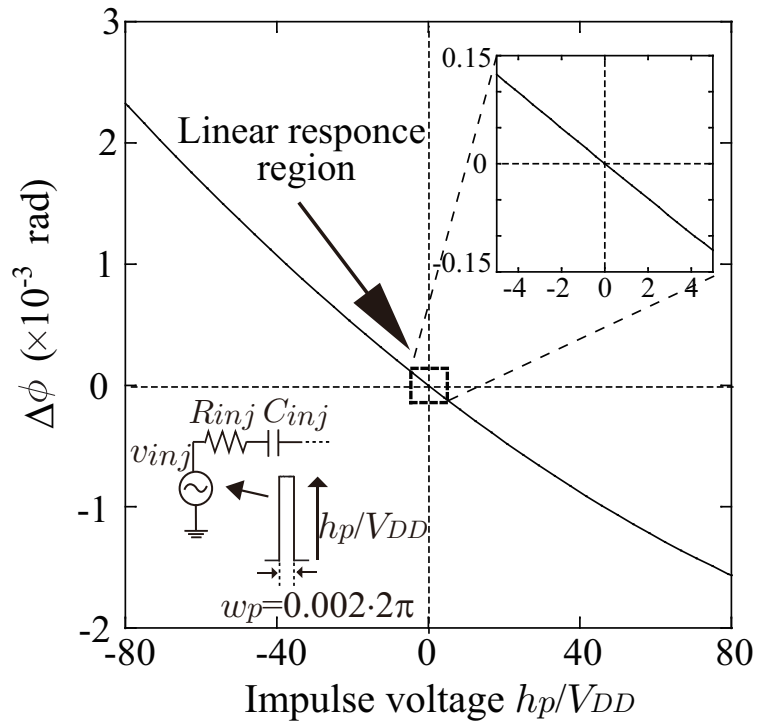 3
2
1
0
-1
-2
-80
-40
0
40
80
Δϕ (×10⁻³ rad)
Impulse voltage hp/VDD
Linear responce
region
0.15
0
-0.15
-4
-2
0
2
4
Rinj Cinj
vinj
hp/VDD
wp=0.002·2π